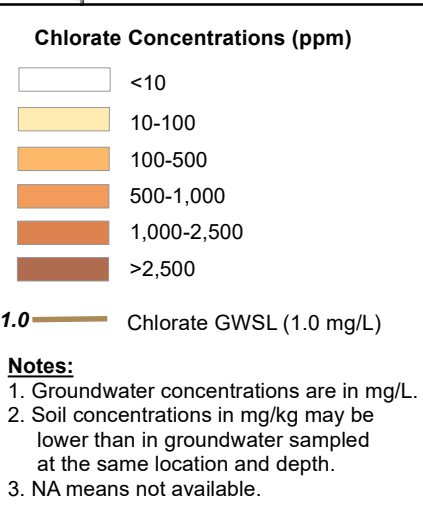 Chlorate Concentrations (ppm)
<10
10-100
100-500
500-1,000
1,000-2,500
>2,500
1.0 Chlorate GWSL (1.0 mg/L)
Notes:
1. Groundwater concentrations are in mg/L.
2. Soil concentrations in mg/kg may be
lower than in groundwater sampled
at the same location and depth.
3. NA means not available.